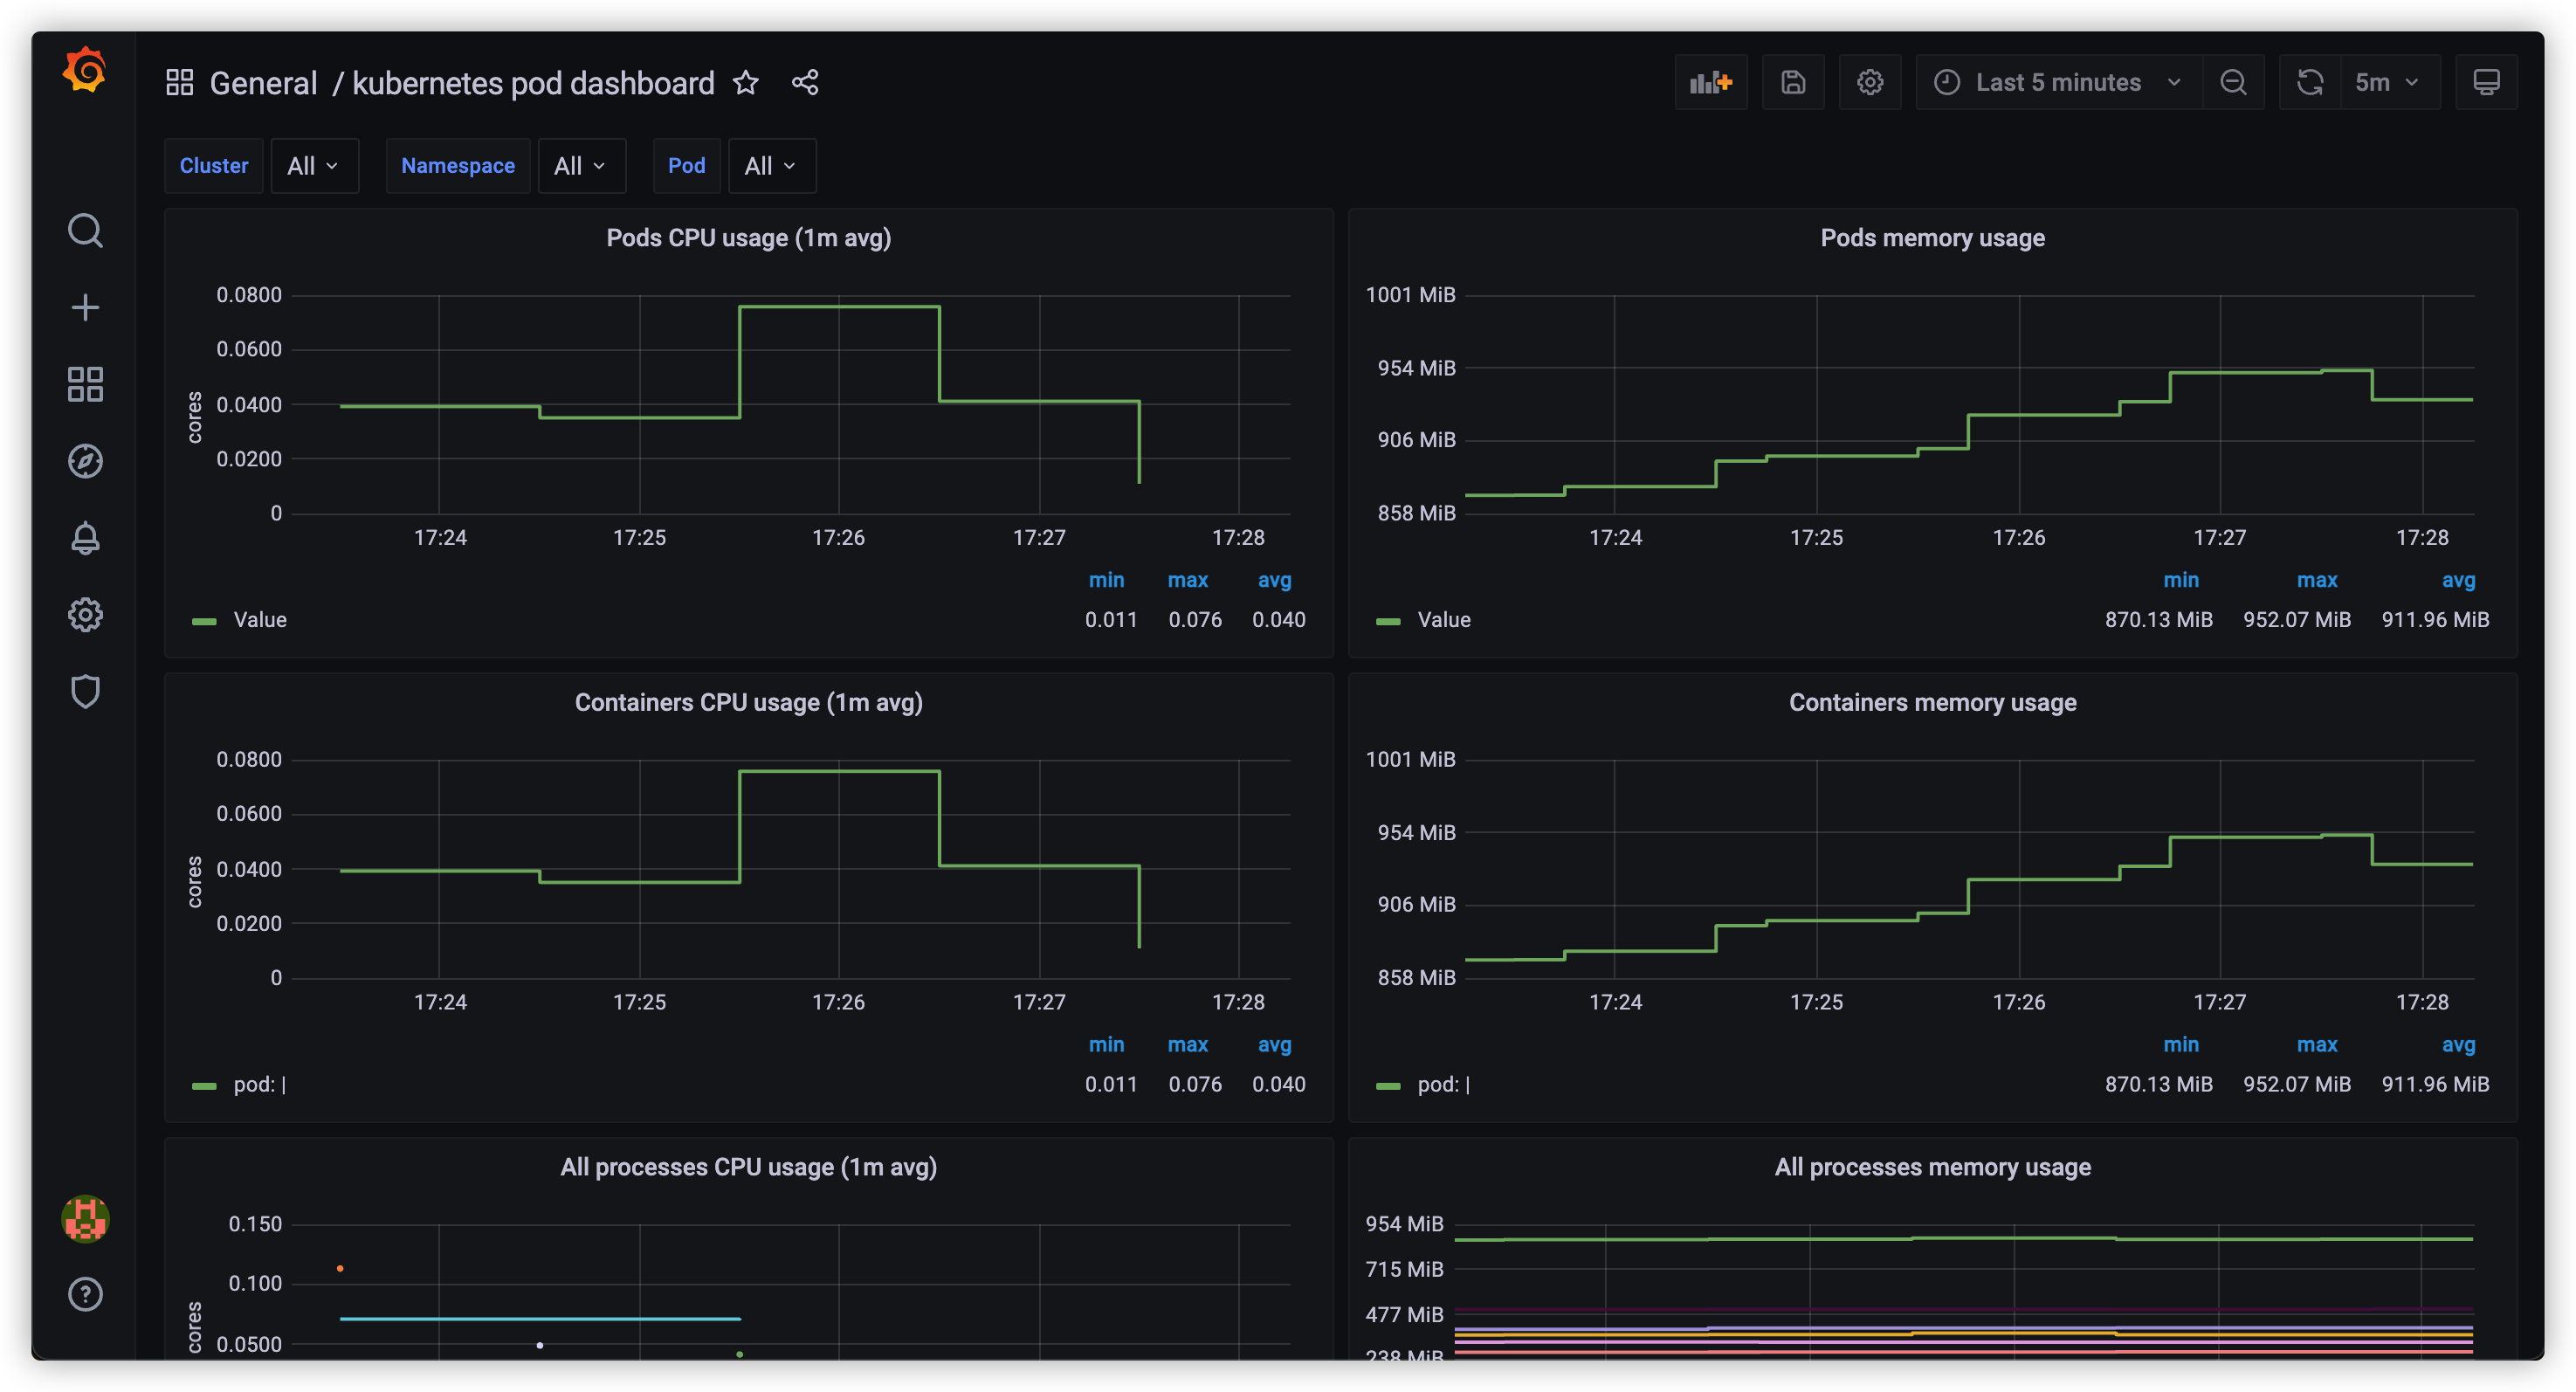 General / kubernetes pod dashboard
Last 5 minutes
5m
Cluster All Namespace All Pod All
Pods CPU usage (1m avg)
0.0800
0.0600
0.0400
0.0200
0
cores
17:24 17:25 17:26 17:27 17:28
min max avg
Value 0.011 0.076 0.040
Pods memory usage
1001 MiB
954 MiB
906 MiB
858 MiB
17:24 17:25 17:26 17:27 17:28
min max avg
Value 870.13 MiB 952.07 MiB 911.96 MiB
Containers CPU usage (1m avg)
0.0800
0.0600
0.0400
0.0200
0
cores
17:24 17:25 17:26 17:27 17:28
min max avg
pod: | 0.011 0.076 0.040
Containers memory usage
1001 MiB
954 MiB
906 MiB
858 MiB
17:24 17:25 17:26 17:27 17:28
min max avg
pod: | 870.13 MiB 952.07 MiB 911.96 MiB
All processes CPU usage (1m avg)
0.150
0.100
0.0500
cores
All processes memory usage
954 MiB
715 MiB
477 MiB
238 MiB